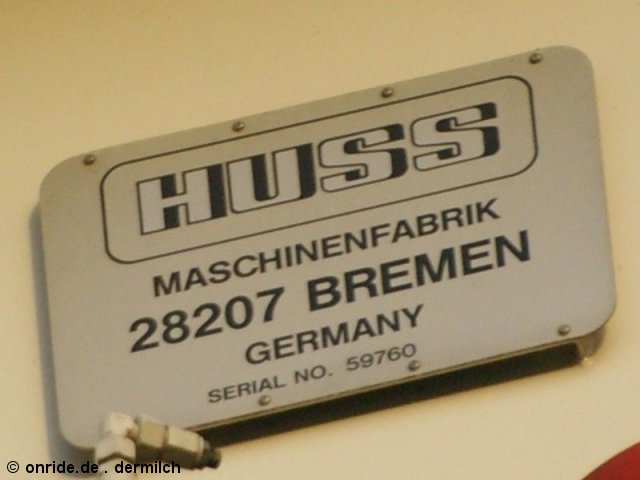 HUSS
MASCHINENFABRIK
28207 BREMEN
GERMANY
SERIAL NO. 59760
© onride.de . dermilch